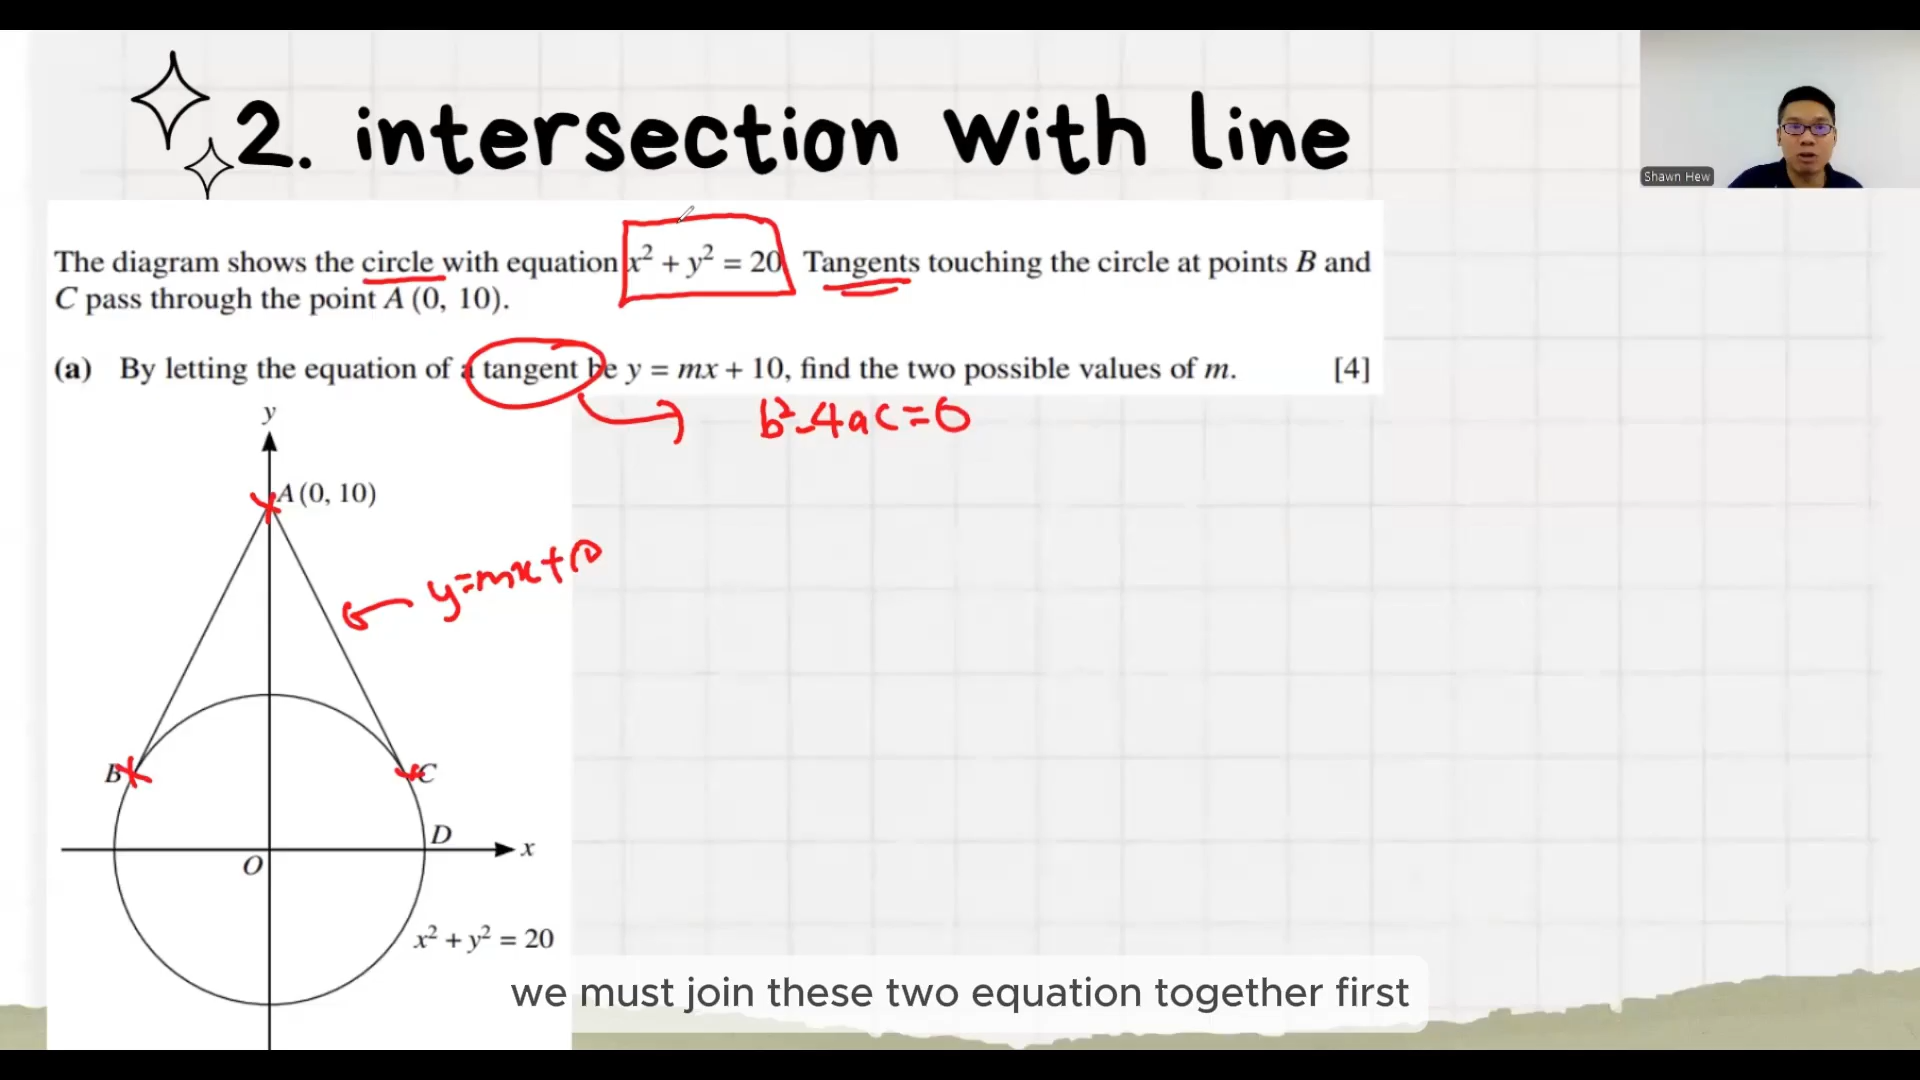 2. intersection with line
Shawn Hew
The diagram shows the circle with equation x² + y² = 20. Tangents touching the circle at points B and
C pass through the point A (0, 10).
(a) By letting the equation of a tangent be y = mx + 10, find the two possible values of m. [4]
b²-4ac=0
y
A (0, 10)
y=mx+10
B
C
D
x
O
x² + y² = 20
we must join these two equation together first